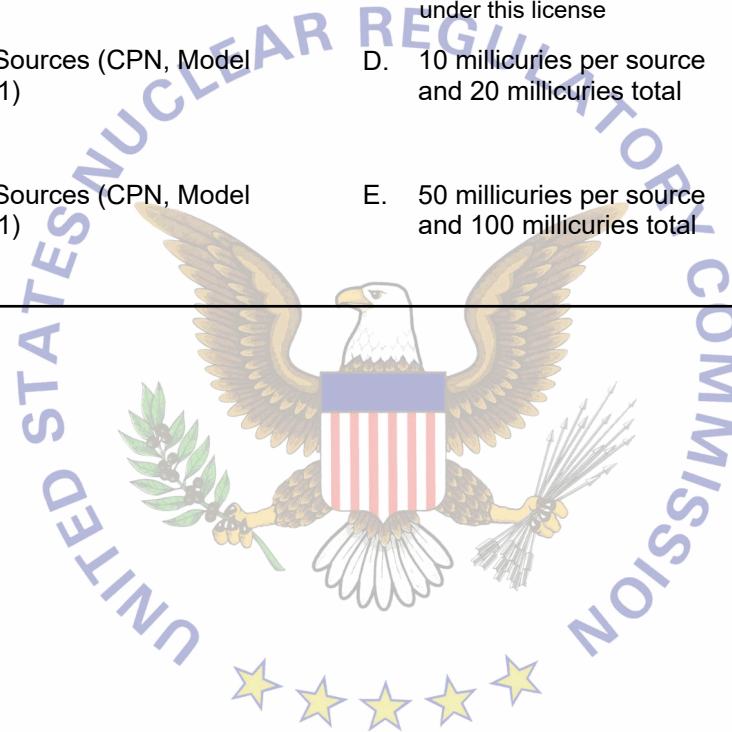 under this license
Sources (CPN, Model D. 10 millicuries per source
1) and 20 millicuries total
Sources (CPN, Model E. 50 millicuries per source
1) and 100 millicuries total
UNITED STATES NUCLEAR REGULATORY COMMISSION